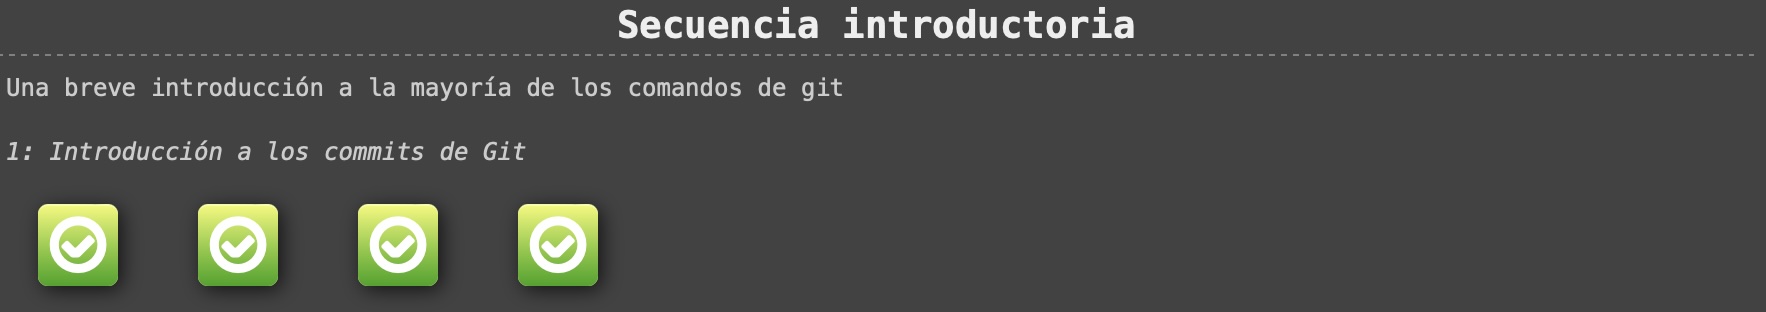 Secuencia introductoria
Una breve introducción a la mayoría de los comandos de git
1: Introducción a los commits de Git